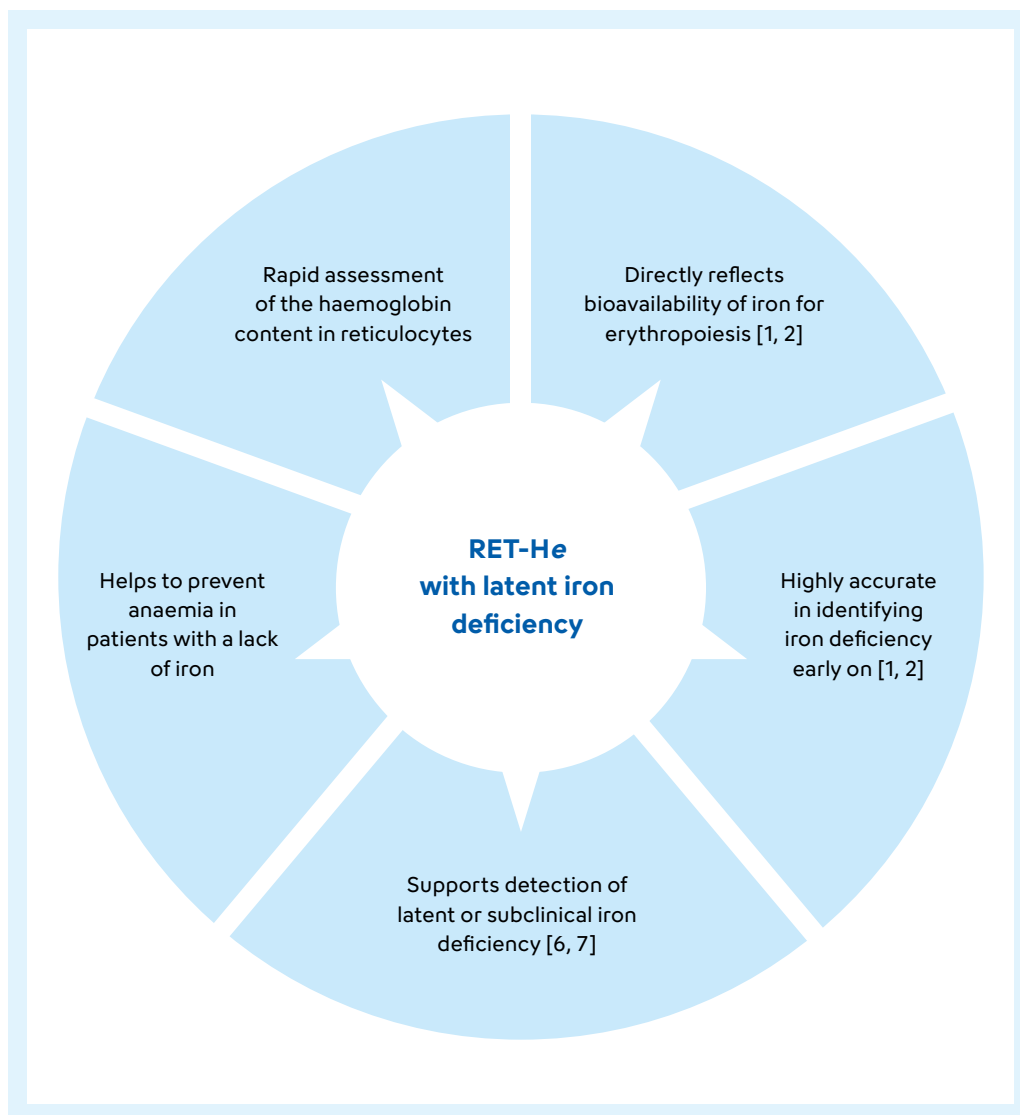 Rapid assessment
of the haemoglobin
content in reticulocytes
Directly reflects
bioavailability of iron for
erythropoiesis [1, 2]
RET-He
with latent iron
deficiency
Helps to prevent
anaemia in
patients with a lack
of iron
Highly accurate
in identifying
iron deficiency
early on [1, 2]
Supports detection of
latent or subclinical iron
deficiency [6, 7]